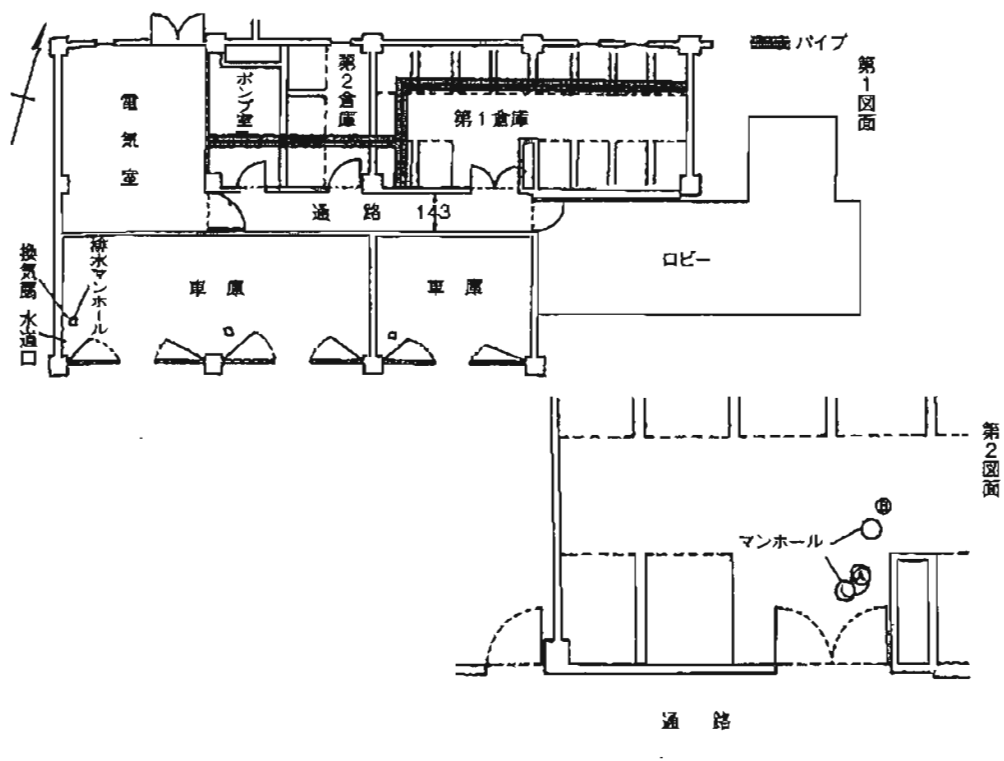 パイプ
第1図面
電気室
ポンプ室
第2倉庫
第1倉庫
通路 143
換気扇
排水マンホール
水道口
車庫
車庫
ロビー
第2図面
B
マンホール
A
通路